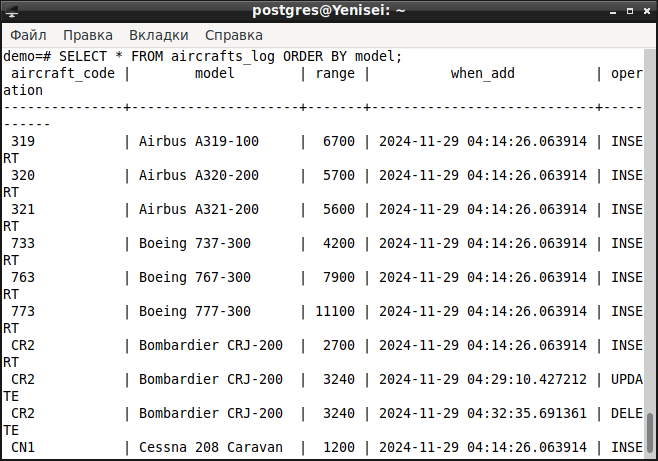 postgres@Yenisei: ~
Файл Правка Вкладки Справка
demo=# SELECT * FROM aircrafts_log ORDER BY model;
 aircraft_code |        model        | range |          when_add          | oper
ation
---------------+---------------------+-------+----------------------------+-----
------
 319           | Airbus A319-100     |  6700 | 2024-11-29 04:14:26.063914 | INSE
RT
 320           | Airbus A320-200     |  5700 | 2024-11-29 04:14:26.063914 | INSE
RT
 321           | Airbus A321-200     |  5600 | 2024-11-29 04:14:26.063914 | INSE
RT
 733           | Boeing 737-300      |  4200 | 2024-11-29 04:14:26.063914 | INSE
RT
 763           | Boeing 767-300      |  7900 | 2024-11-29 04:14:26.063914 | INSE
RT
 773           | Boeing 777-300      | 11100 | 2024-11-29 04:14:26.063914 | INSE
RT
 CR2           | Bombardier CRJ-200  |  2700 | 2024-11-29 04:14:26.063914 | INSE
RT
 CR2           | Bombardier CRJ-200  |  3240 | 2024-11-29 04:29:10.427212 | UPDA
TE
 CR2           | Bombardier CRJ-200  |  3240 | 2024-11-29 04:32:35.691361 | DELE
TE
 CN1           | Cessna 208 Caravan  |  1200 | 2024-11-29 04:14:26.063914 | INSE